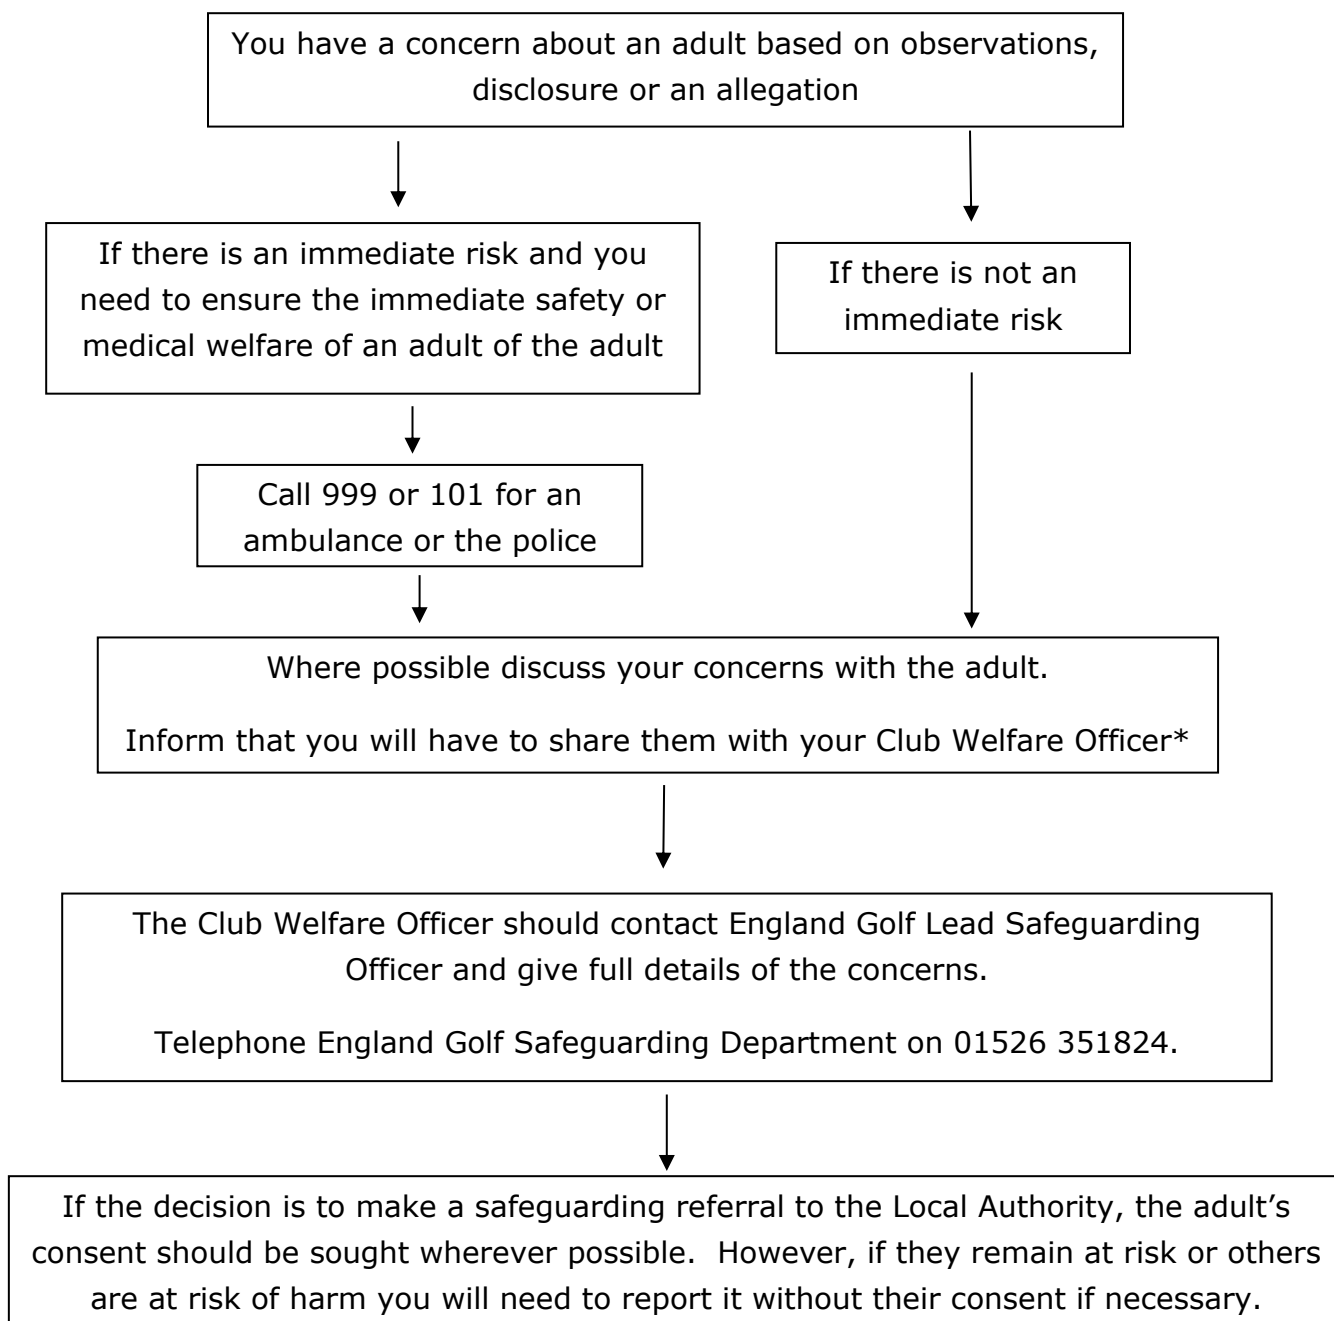 You have a concern about an adult based on observations,
disclosure or an allegation
If there is an immediate risk and you
need to ensure the immediate safety or
medical welfare of an adult of the adult
If there is not an
immediate risk
Call 999 or 101 for an
ambulance or the police
Where possible discuss your concerns with the adult.
Inform that you will have to share them with your Club Welfare Officer*
The Club Welfare Officer should contact England Golf Lead Safeguarding
Officer and give full details of the concerns.
Telephone England Golf Safeguarding Department on 01526 351824.
If the decision is to make a safeguarding referral to the Local Authority, the adult’s
consent should be sought wherever possible.  However, if they remain at risk or others
are at risk of harm you will need to report it without their consent if necessary.